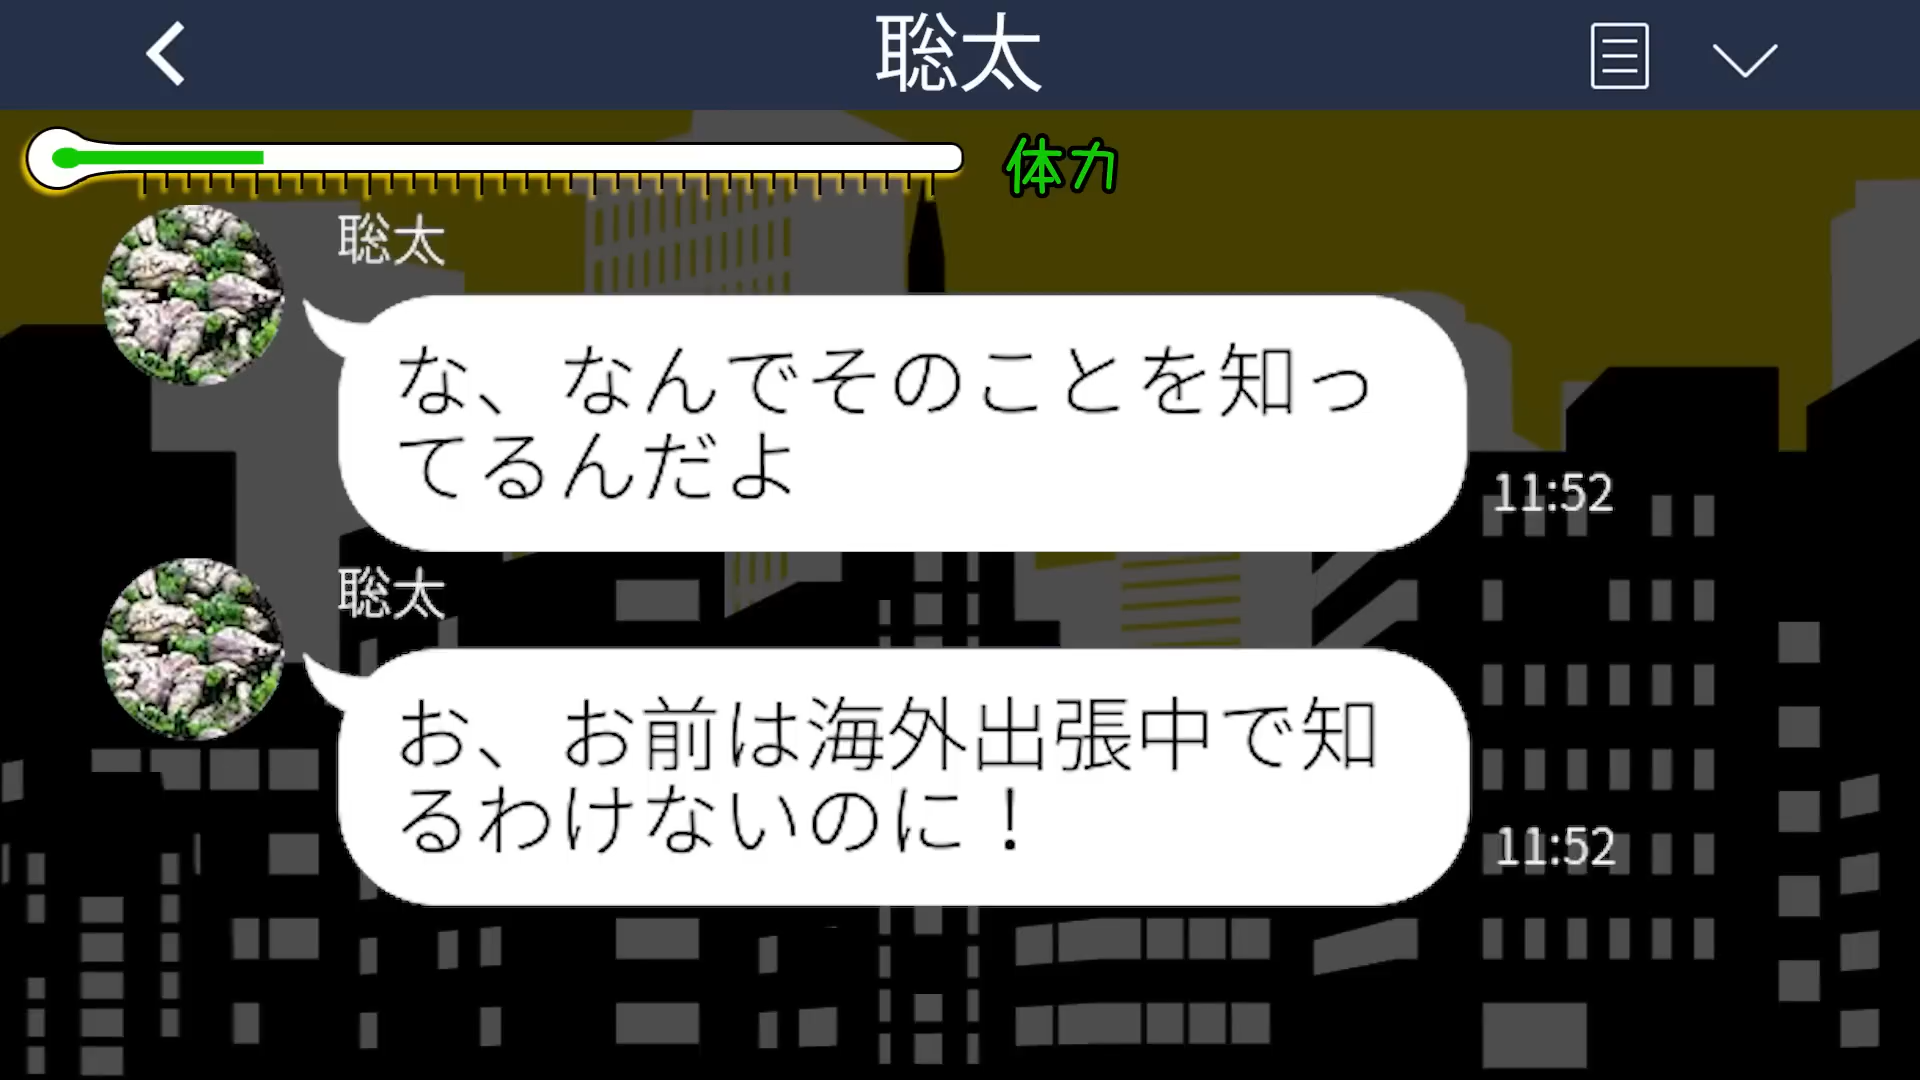 聡太
体力
聡太
な、なんでそのことを知っ
てるんだよ
11:52
聡太
お、お前は海外出張中で知
るわけないのに！
11:52